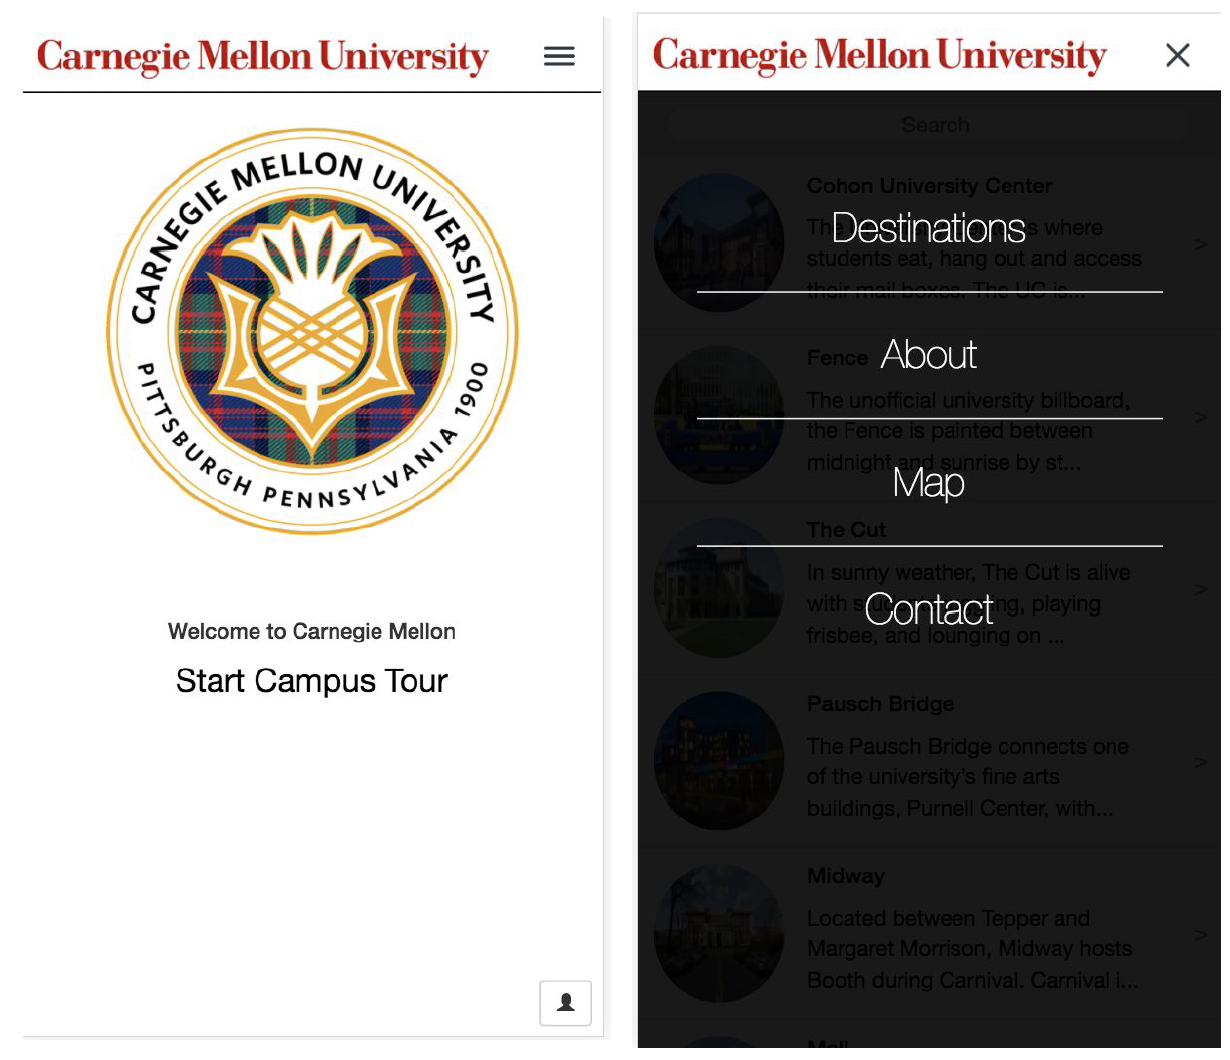 Carnegie Mellon University
CARNEGIE MELLON UNIVERSITY
PITTSBURGH PENNSYLVANIA 1900
Welcome to Carnegie Mellon
Start Campus Tour
Carnegie Mellon University
Search
Destinations
About
Map
Contact
Cohon University Center
The is where
students eat, hang out and access
their mail boxes. The UC is...
>
Fence
The unofficial university billboard,
the Fence is painted between
midnight and sunrise by st...
>
The Cut
In sunny weather, The Cut is alive
with playing
frisbee, and lounging on ...
>
Pausch Bridge
The Pausch Bridge connects one
of the university's fine arts
buildings, Purnell Center, with...
>
Midway
Located between Tepper and
Margaret Morrison, Midway hosts
Booth during Carnival. Carnival i...
>
Mall